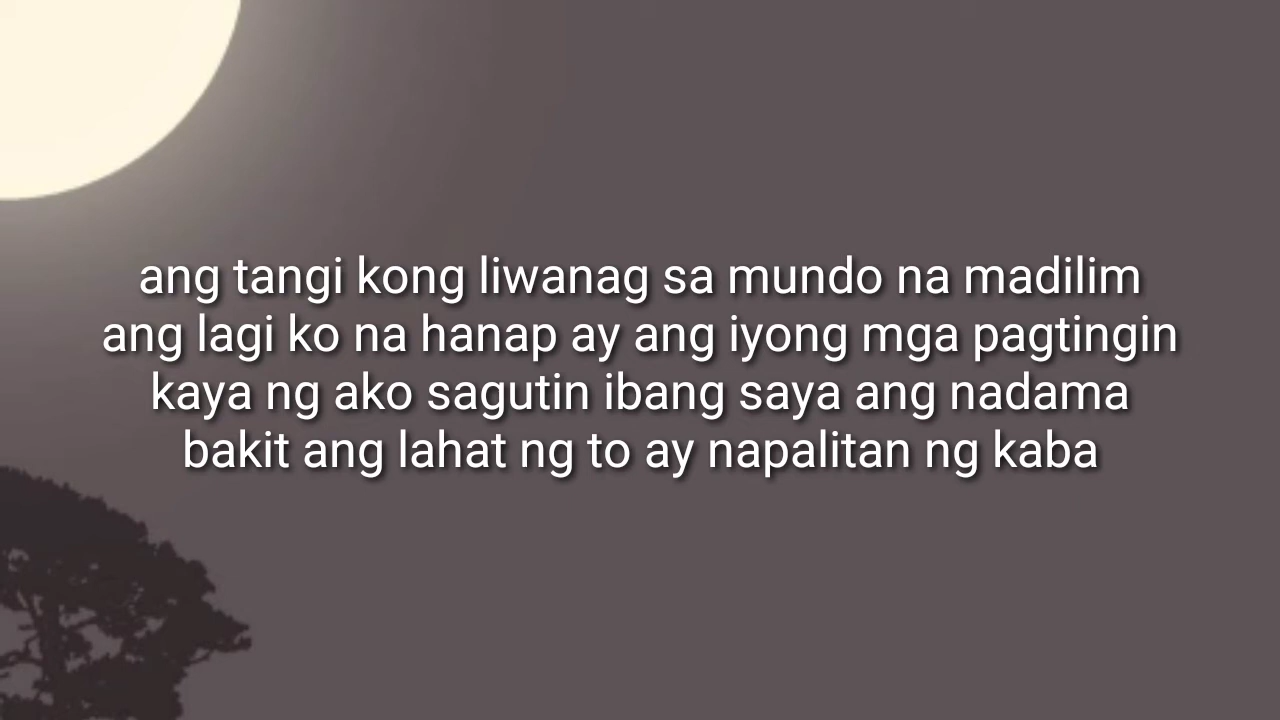 ang tangi kong liwanag sa mundo na madilim
ang lagi ko na hanap ay ang iyong mga pagtingin
kaya ng ako sagutin ibang saya ang nadama
bakit ang lahat ng to ay napalitan ng kaba